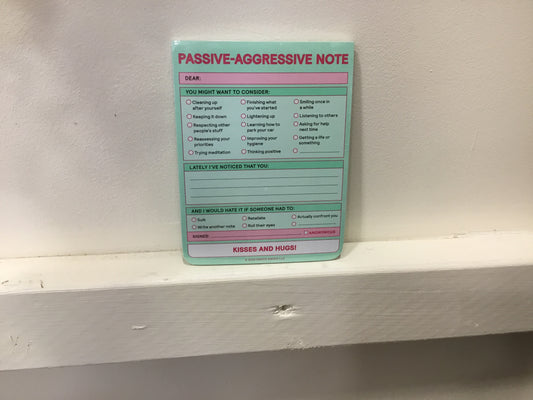 PASSIVE-AGGRESSIVE NOTE
DEAR:
YOU MIGHT WANT TO CONSIDER:
Cleaning up
after yourself
Keeping it down
Respecting other
people's stuff
Reassessing your
priorities
Trying meditation
Finishing what
you've started
Lightening up
Learning how to
park your car
Improving your
hygiene
Thinking positive
Smiling once in
a while
Listening to others
Asking for help
next time
Getting a life or
something
LATELY I'VE NOTICED THAT YOU:
AND I WOULD HATE IT IF SOMEONE HAD TO:
Sulk
Write another note
Retaliate
Roll their eyes
Actually confront you
SIGNED:
ANONYMOUS
KISSES AND HUGS!